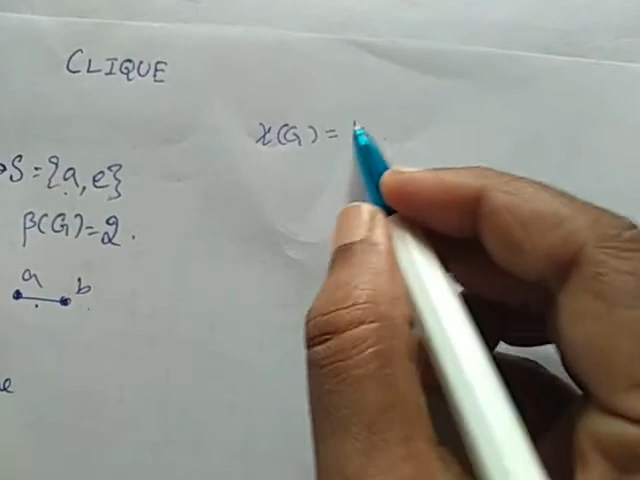 CLIQUE
χ(G) =
S = {a, e}
β(G) = 2.
a b